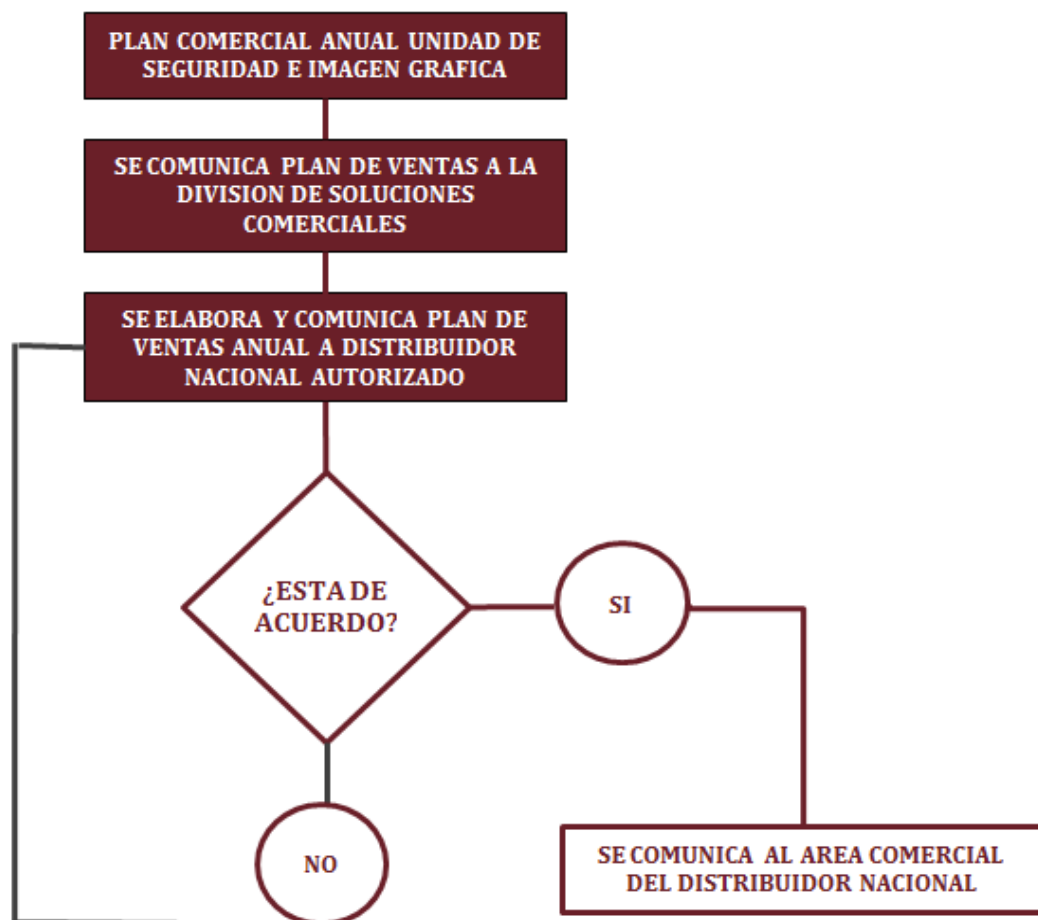 PLAN COMERCIAL ANUAL UNIDAD DE
SEGURIDAD E IMAGEN GRAFICA
SE COMUNICA PLAN DE VENTAS A LA
DIVISION DE SOLUCIONES
COMERCIALES
SE ELABORA Y COMUNICA PLAN DE
VENTAS ANUAL A DISTRIBUIDOR
NACIONAL AUTORIZADO
¿ESTA DE
ACUERDO?
SI
NO
SE COMUNICA AL AREA COMERCIAL
DEL DISTRIBUIDOR NACIONAL